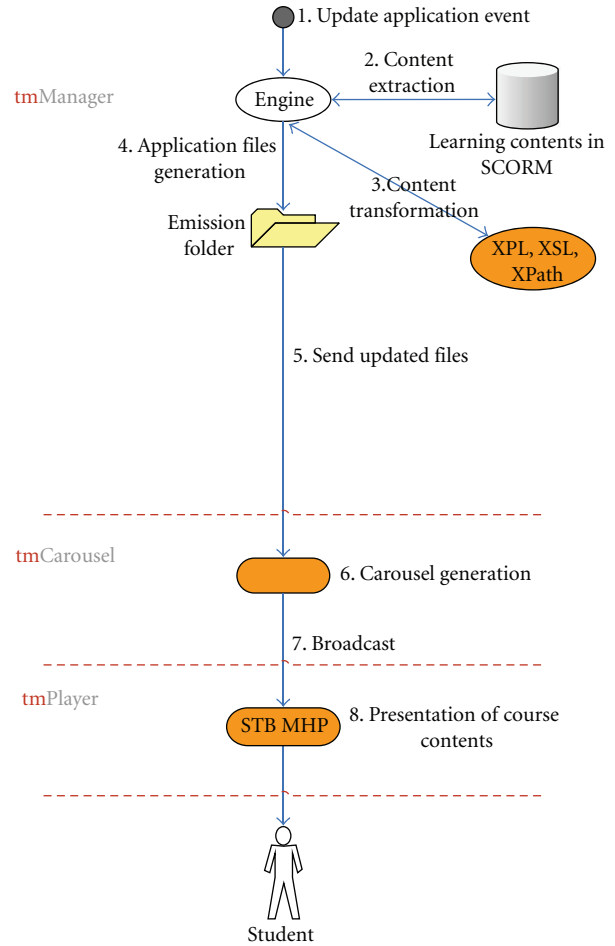 1. Update application event
2. Content
extraction
tmManager
Engine
Learning contents in
SCORM
4. Application files
generation
3.Content
transformation
Emission
folder
XPL, XSL,
XPath
5. Send updated files
tmCarousel
6. Carousel generation
7. Broadcast
tmPlayer
STB MHP
8. Presentation of course
contents
Student